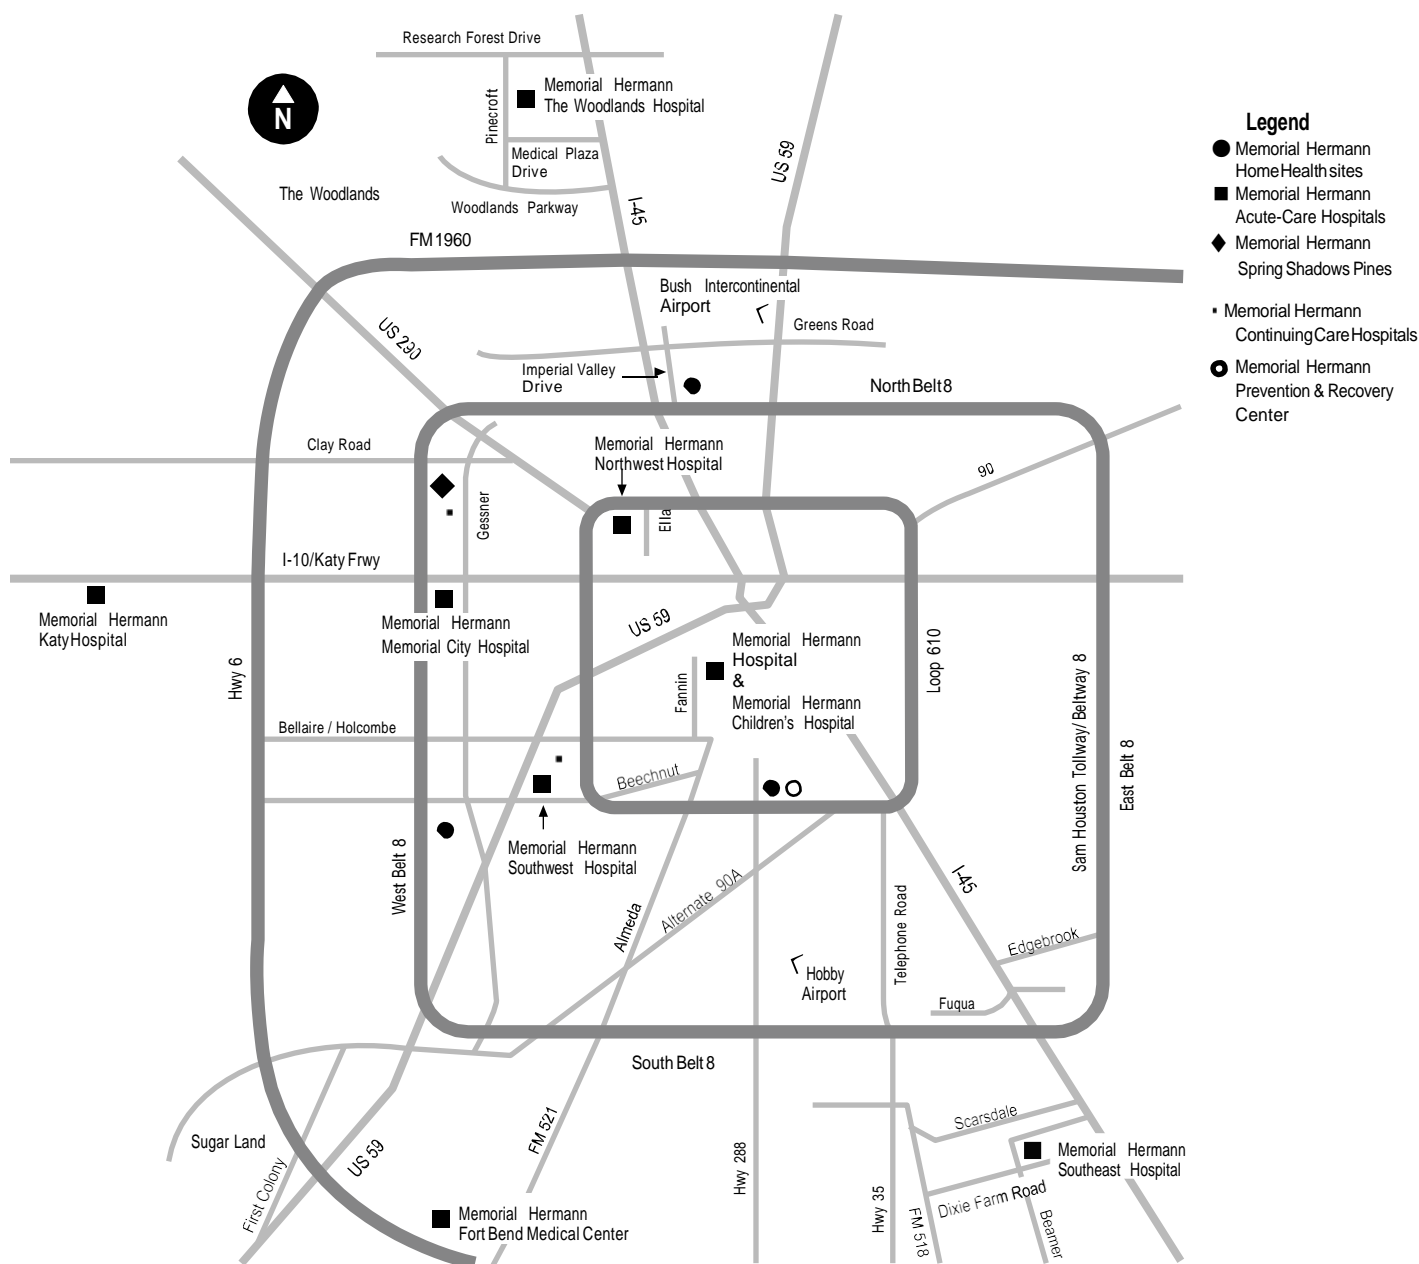 Research Forest Drive
N
Memorial Hermann
The Woodlands Hospital
Pinecroft
Medical Plaza
Drive
The Woodlands
Woodlands Parkway
I-45
US 59
FM 1960
Legend
Memorial Hermann
Home Health sites
Memorial Hermann
Acute-Care Hospitals
Memorial Hermann
Spring Shadows Pines
Memorial Hermann
Continuing Care Hospitals
Memorial Hermann
Prevention & Recovery
Center
Bush Intercontinental
Airport
Greens Road
US 290
Imperial Valley
Drive
North Belt 8
Clay Road
Memorial Hermann
Northwest Hospital
90
Gessner
Ella
I-10/Katy Frwy
Memorial Hermann
Katy Hospital
Memorial Hermann
Memorial City Hospital
US 59
Memorial Hermann
Hospital
&
Memorial Hermann
Children's Hospital
Fannin
Loop 610
Hwy 6
Sam Houston Tollway/ Beltway 8
East Belt 8
Bellaire / Holcombe
Beechnut
Memorial Hermann
Southwest Hospital
West Belt 8
Almeda
Alternate 90A
Telephone Road
I-45
Edgebrook
Hobby
Airport
Fuqua
South Belt 8
Sugar Land
First Colony
US 59
FM 521
Hwy 288
Hwy 35
FM 518
Scarsdale
Memorial Hermann
Southeast Hospital
Dixie Farm Road
Beamer
Memorial Hermann
Fort Bend Medical Center